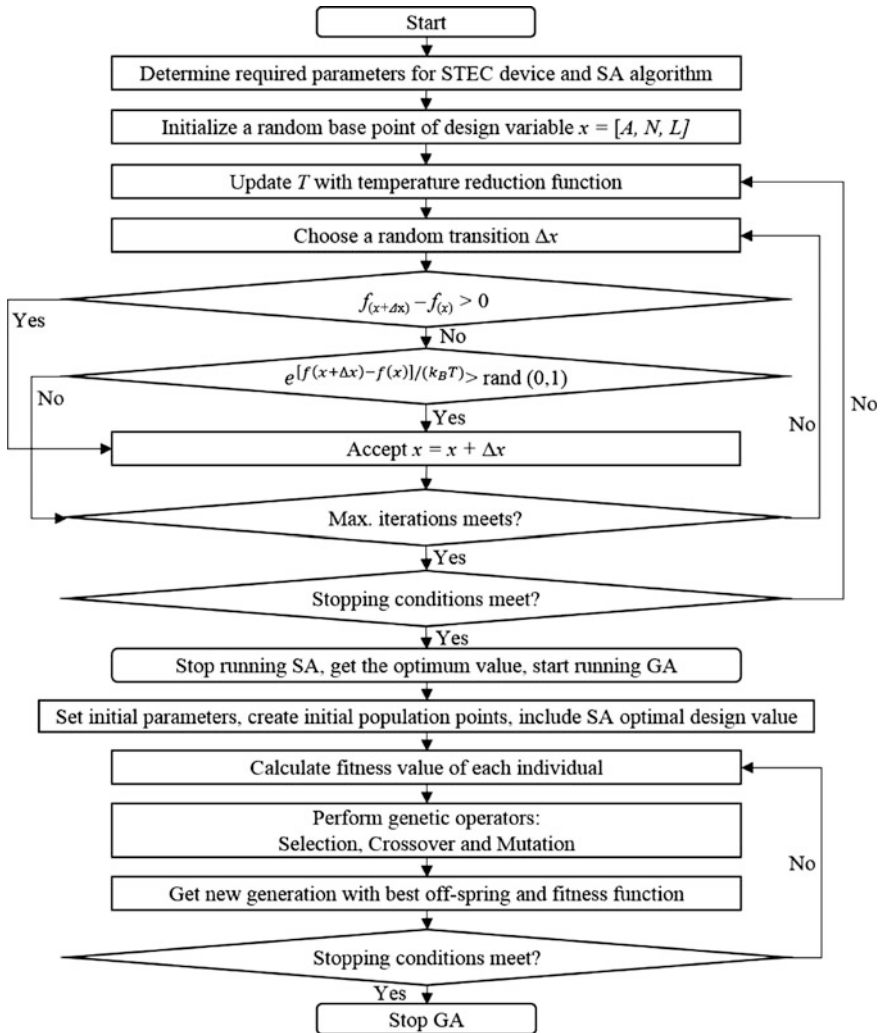 Start
Determine required parameters for STEC device and SA algorithm
Initialize a random base point of design variable x = [A, N, L]
Update T with temperature reduction function
Choose a random transition Δx
f(x+Δx) – f(x) > 0
Yes
No
e^[f(x+Δx)−f(x)]/(k_BT) > rand (0,1)
No
Yes
No
No
Accept x = x + Δx
Max. iterations meets?
Yes
Stopping conditions meet?
Yes
Stop running SA, get the optimum value, start running GA
Set initial parameters, create initial population points, include SA optimal design value
Calculate fitness value of each individual
Perform genetic operators:
Selection, Crossover and Mutation
No
Get new generation with best off-spring and fitness function
Stopping conditions meet?
Yes
Stop GA